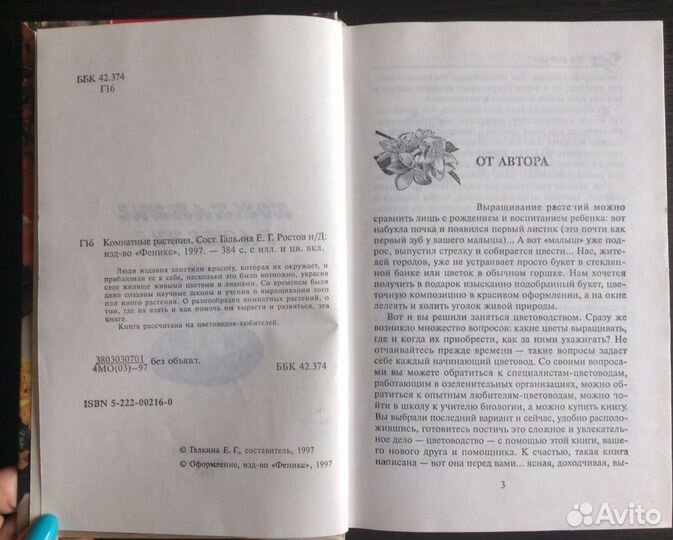 ББК 42.374
Г16
Г16 Комнатные растения. Сост. Галкина Е. Г. Ростов н/Д:
изд-во «Феникс», 1997. — 384 с. с илл. и цв. вкл.
Люди издавна заметили красоту, которая их окружает, и
приблизили ее к себе, насколько это было возможно, украсив
свое жилище живыми цветами и лианами. Со временем были
даже созданы научные школы и учения о выращивании того
или иного растения. О разнообразии комнатных растений, о
том, где их взять и как помочь им вырасти и развиться, эта
книга.
Книга рассчитана на цветоводов-любителей.
3803030701
4МО(03)—97
без объявл.
ББК 42.374
ISBN 5-222-00216-0
© Галкина Е. Г., составитель, 1997
© Оформление, изд-во «Феникс», 1997
ОТ АВТОРА
Выращивание растений можно
сравнить лишь с рождением и воспитанием ребенка: вот
набухла почка и появился первый листик (это почти как
первый зуб у вашего малыша)... А вот «малыш» уже под-
рос, выпустил стрелку и собирается цвести... Нас, жите-
лей городов, уже не устраивает просто букет в стеклян-
ной банке или цветок в обычном горшке. Нам хочется
получить в подарок изысканно подобранный букет, цве-
точную композицию в красивом оформлении, а на окне
лелеять и холить уголок живой природы.
Вот и вы решили заняться цветоводством. Сразу же
возникло множество вопросов: какие цветы выращивать,
где и когда их приобрести, как за ними ухаживать? Не
отчаивайтесь прежде времени — такие вопросы задает
себе каждый начинающий цветовод. Со своими вопроса-
ми вы можете обратиться к специалистам-цветоводам,
работающим в озеленительных организациях, можно об-
ратиться к опытным любителям-цветоводам, можно зай-
ти в школу к учителю биологии, а можно купить книгу.
Вы выбрали последний вариант и сейчас, удобно распо-
ложившись, готовитесь постичь это сложное и увлекатель-
ное дело — цветоводство — с помощью этой книги, ваше-
го нового друга и помощника. К счастью, такая книга
написана — вот она перед вами... ясная, доходчивая, вы-
3
Avito